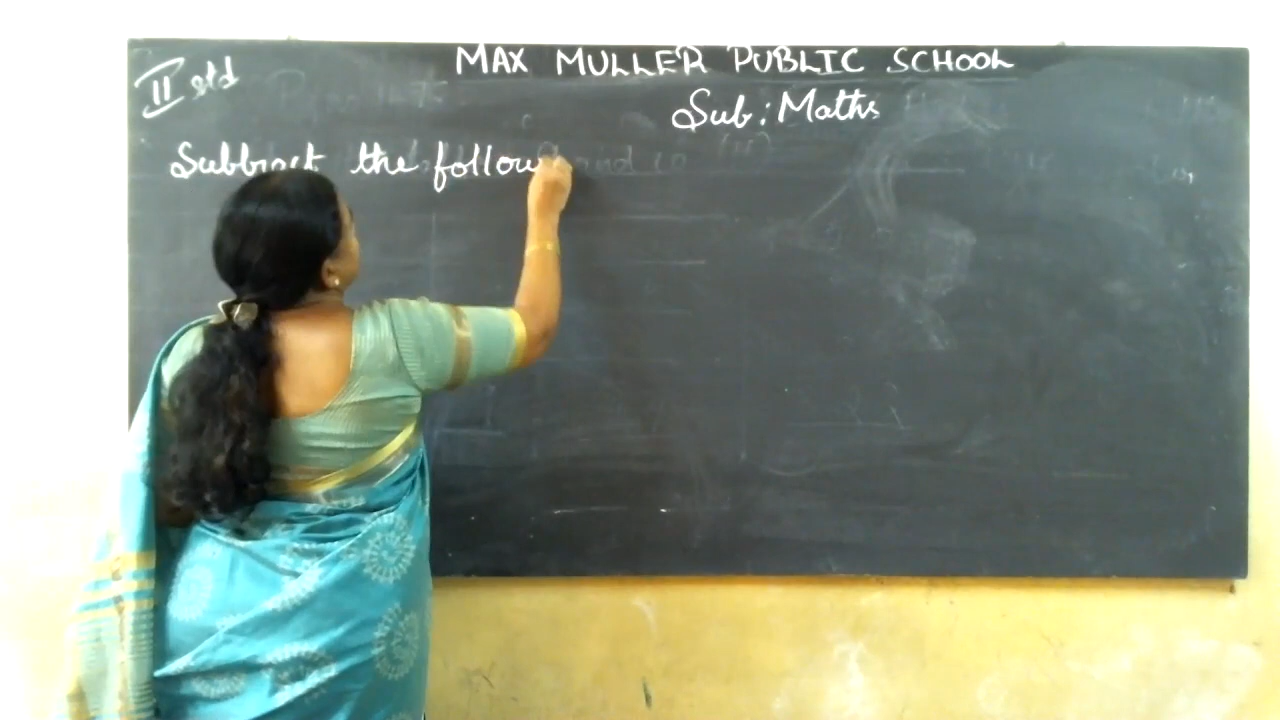 MAX MULLER PUBLIC SCHOOL
II std
Sub: Maths
Subtract the follow